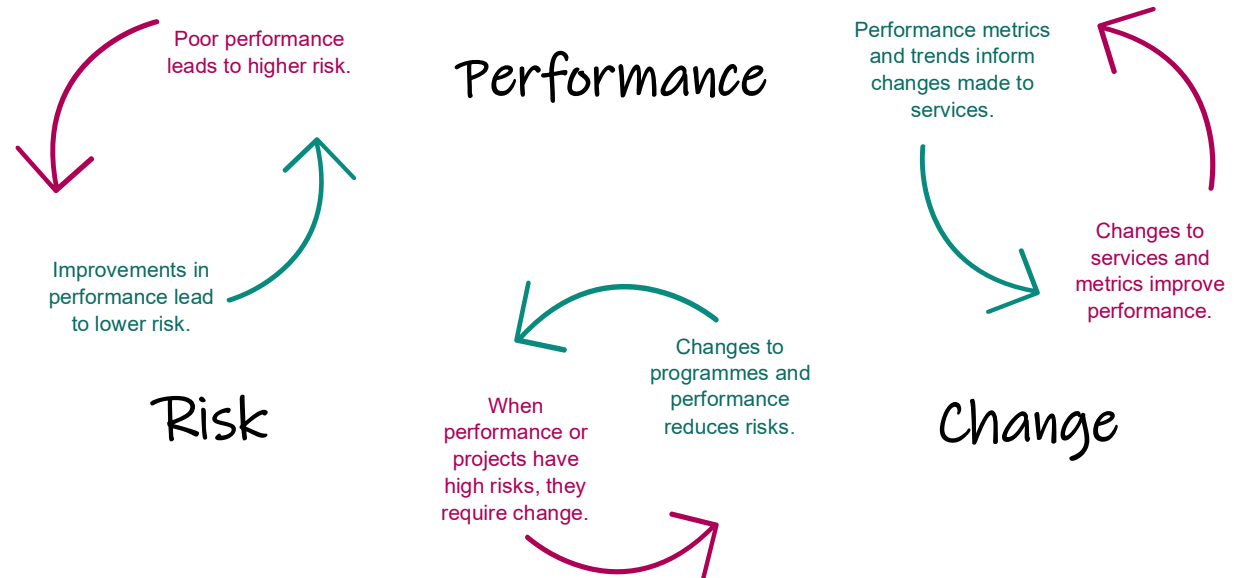 Poor performance
leads to higher risk.
Performance
Performance metrics
and trends inform
changes made to
services.
Improvements in
performance lead
to lower risk.
Changes to
services and
metrics improve
performance.
Risk
When
performance or
projects have
high risks, they
require change.
Changes to
programmes and
performance
reduces risks.
Change